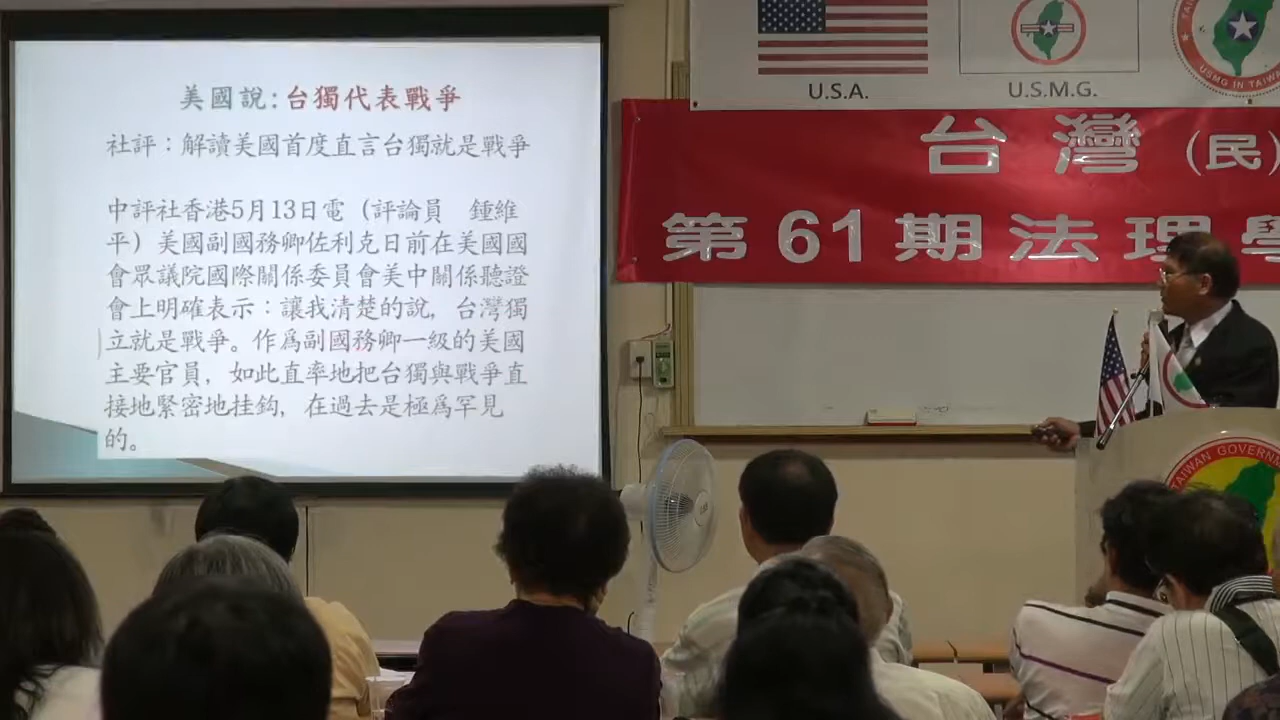 美國說:台獨代表戰爭
社評：解讀美國首度直言台獨就是戰爭
中評社香港5月13日電（評論員 鍾維
平）美國副國務卿佐利克日前在美國國
會眾議院國際關係委員會美中關係聽證
會上明確表示：讓我清楚的說，台灣獨
立就是戰爭。作爲副國務卿一級的美國
主要官員，如此直率地把台獨與戰爭直
接地緊密地挂鈎，在過去是極爲罕見
的。
U.S.A.
U.S.M.G.
USMG IN TAIWAN
台灣(民)
第61期法理學
TAIWAN GOVERN